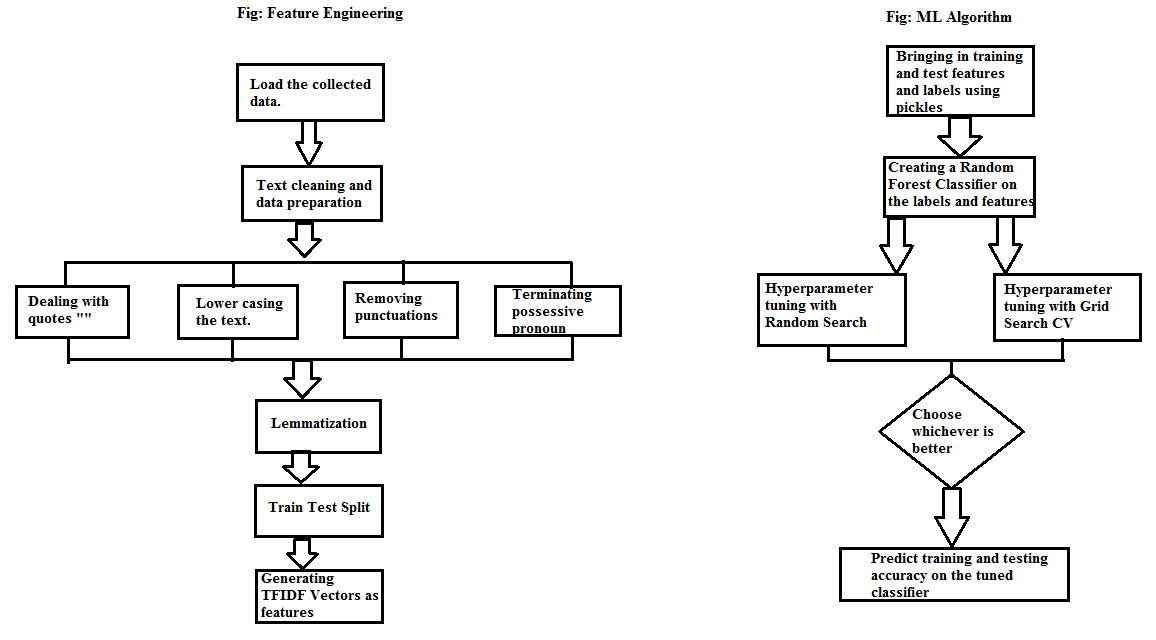 Fig: Feature Engineering
Load the collected
data.
Text cleaning and
data preparation
Dealing with
quotes ""
Lower casing
the text.
Removing
punctuations
Terminating
possessive
pronoun
Lemmatization
Train Test Split
Generating
TFIDF Vectors as
features
Fig: ML Algorithm
Bringing in training
and test features
and labels using
pickles
Creating a Random
Forest Classifier on
the labels and features
Hyperparameter
tuning with
Random Search
Hyperparameter
tuning with Grid
Search CV
Choose
whichever is
better
Predict training and testing
accuracy on the tuned
classifier